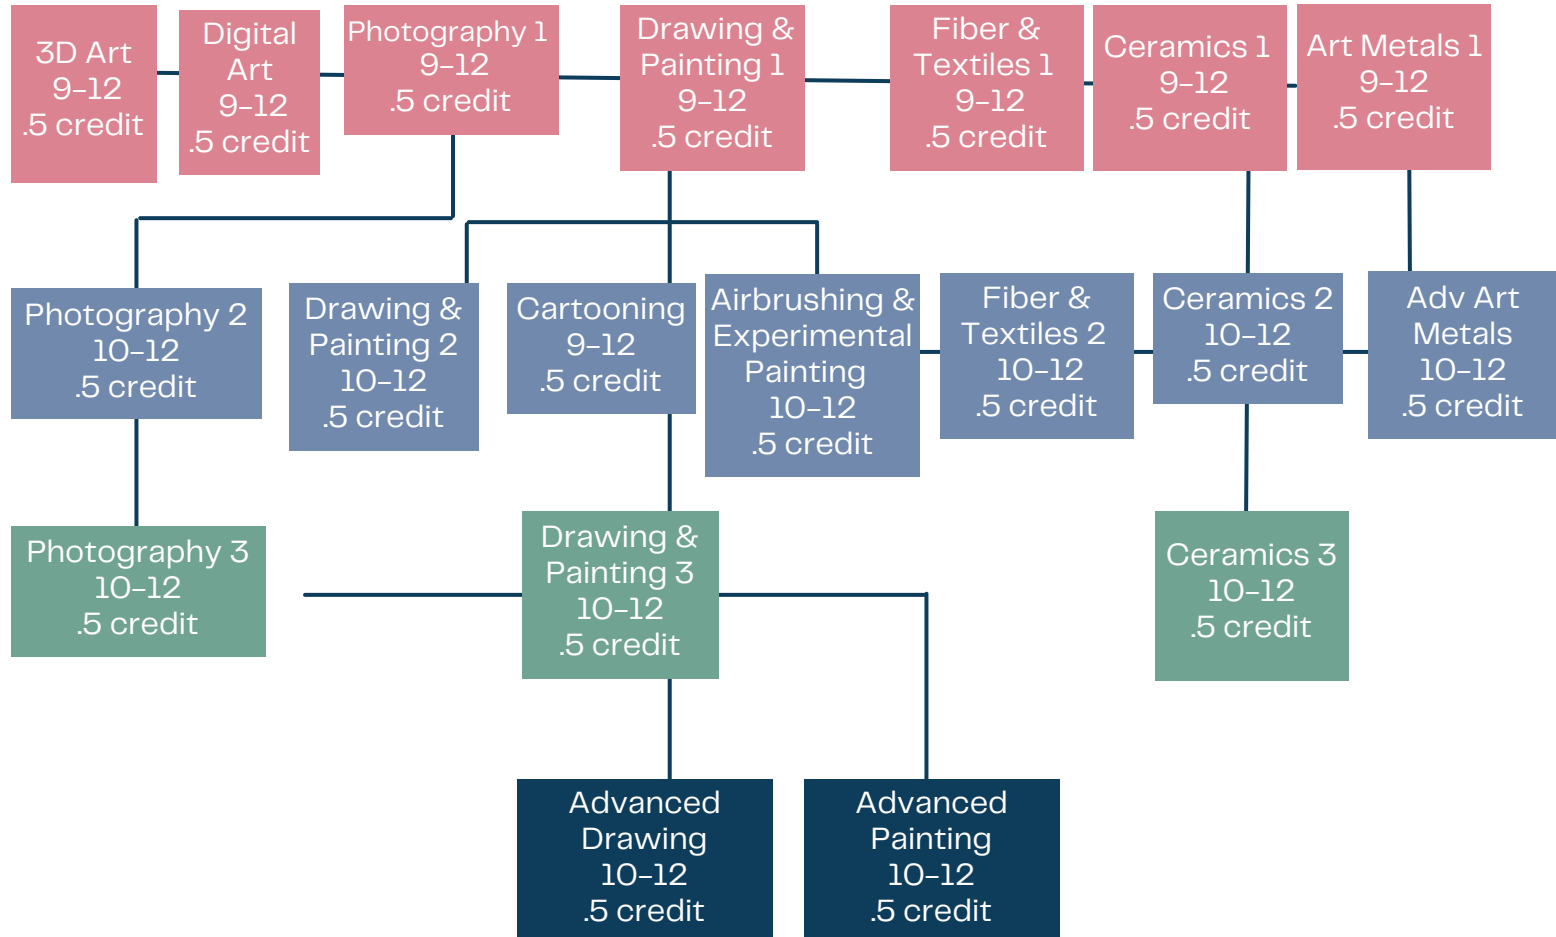 3D Art
9-12
.5 credit
Digital
Art
9-12
.5 credit
Photography 1
9-12
.5 credit
Drawing &
Painting 1
9-12
.5 credit
Fiber &
Textiles 1
9-12
.5 credit
Ceramics 1
9-12
.5 credit
Art Metals 1
9-12
.5 credit
Photography 2
10-12
.5 credit
Drawing &
Painting 2
10-12
.5 credit
Cartooning
9-12
.5 credit
Airbrushing &
Experimental
Painting
10-12
.5 credit
Fiber &
Textiles 2
10-12
.5 credit
Ceramics 2
10-12
.5 credit
Adv Art
Metals
10-12
.5 credit
Photography 3
10-12
.5 credit
Drawing &
Painting 3
10-12
.5 credit
Ceramics 3
10-12
.5 credit
Advanced
Drawing
10-12
.5 credit
Advanced
Painting
10-12
.5 credit